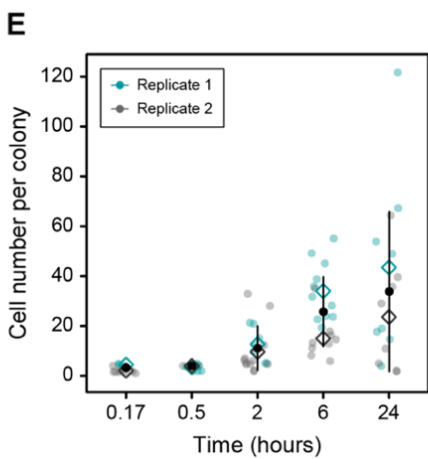 E
Cell number per colony
120
100
80
60
40
20
0
Replicate 1
Replicate 2
0.17 0.5 2 6 24
Time (hours)